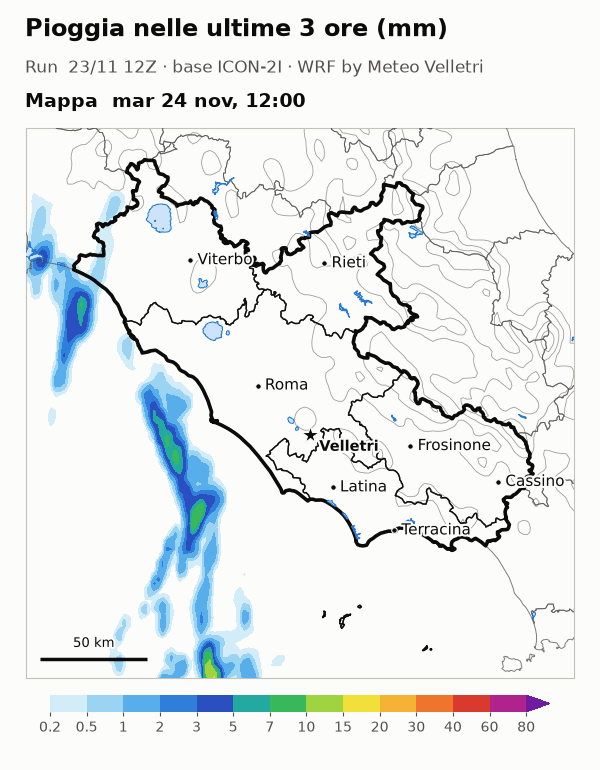 Pioggia nelle ultime 3 ore (mm)
Run  23/11 12Z · base ICON-2I · WRF by Meteo Velletri
Mappa  mar 24 nov, 12:00
Viterbo
Rieti
Roma
Velletri
Frosinone
Latina
Cassino
Terracina
50 km
0.2 0.5 1 2 3 5 7 10 15 20 30 40 60 80